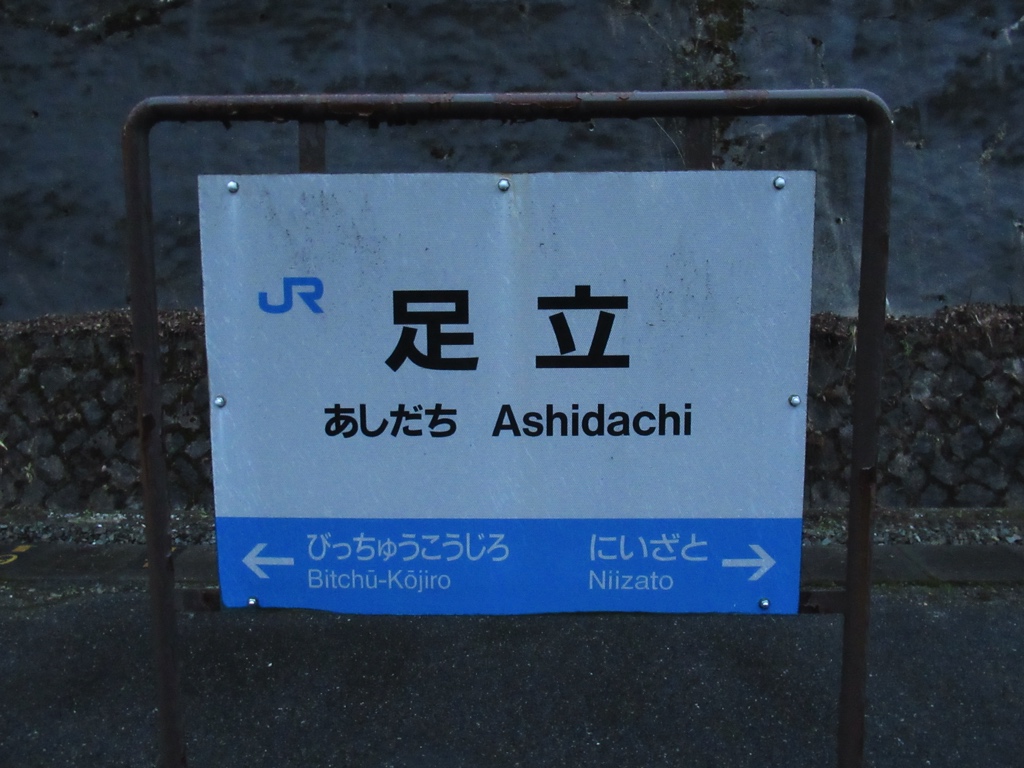 JR
足立
あしだち Ashidachi
← びっちゅうこうじろ にいざと →
Bitchū-Kōjiro Niizato